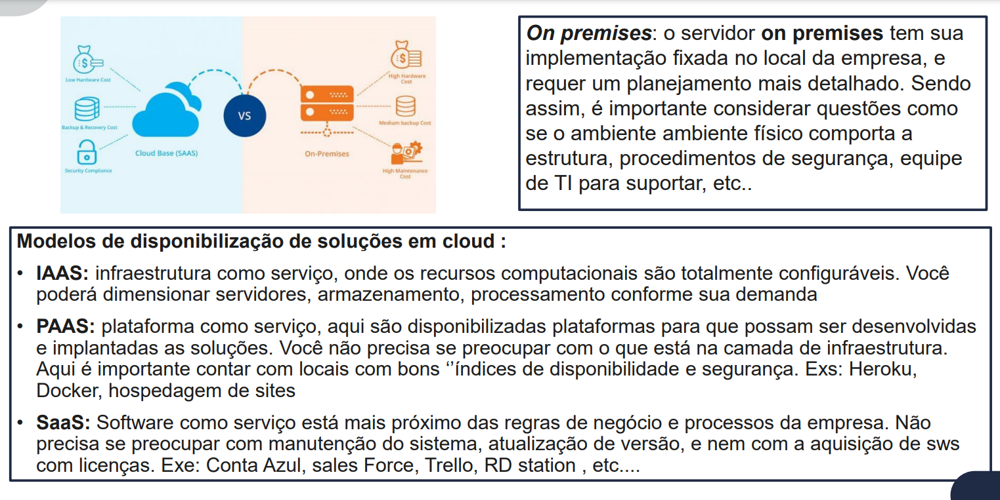 Low Hardware Cost
Backup & Recovery Cost
Security Compliance
Cloud Base (SAAS)
VS
On-Premises
High Hardware
Cost
Medium backup Cost
High Maintenance
Cost
On premises: o servidor on premises tem sua
implementação fixada no local da empresa, e
requer um planejamento mais detalhado. Sendo
assim, é importante considerar questões como
se o ambiente ambiente físico comporta a
estrutura, procedimentos de segurança, equipe
de TI para suportar, etc..
Modelos de disponibilização de soluções em cloud :
• IAAS: infraestrutura como serviço, onde os recursos computacionais são totalmente configuráveis. Você
poderá dimensionar servidores, armazenamento, processamento conforme sua demanda
• PAAS: plataforma como serviço, aqui são disponibilizadas plataformas para que possam ser desenvolvidas
e implantadas as soluções. Você não precisa se preocupar com o que está na camada de infraestrutura.
Aqui é importante contar com locais com bons ‘’índices de disponibilidade e segurança. Exs: Heroku,
Docker, hospedagem de sites
• SaaS: Software como serviço está mais próximo das regras de negócio e processos da empresa. Não
precisa se preocupar com manutenção do sistema, atualização de versão, e nem com a aquisição de sws
com licenças. Exe: Conta Azul, sales Force, Trello, RD station , etc....